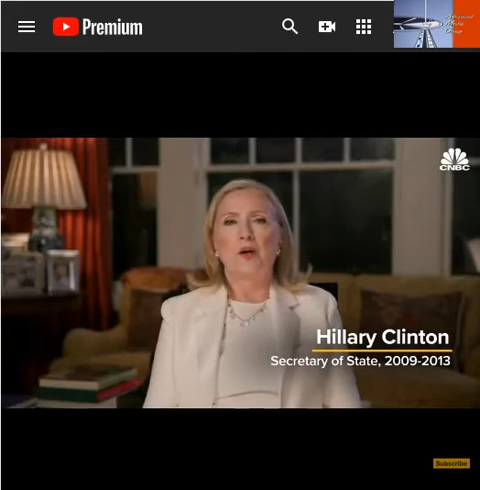 Premium
CNBC
Hillary Clinton
Secretary of State, 2009-2013
Subscribe